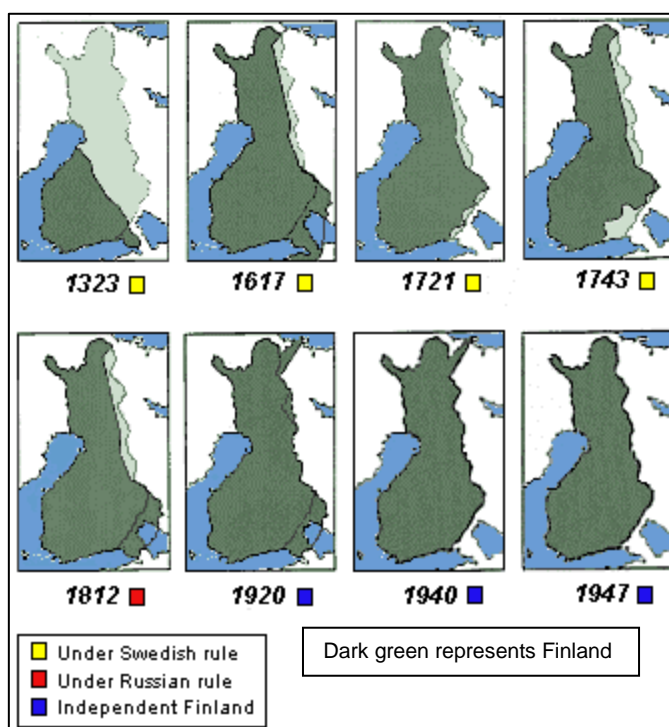 1323
1617
1721
1743
1812
1920
1940
1947
Under Swedish rule
Under Russian rule
Independent Finland
Dark green represents Finland